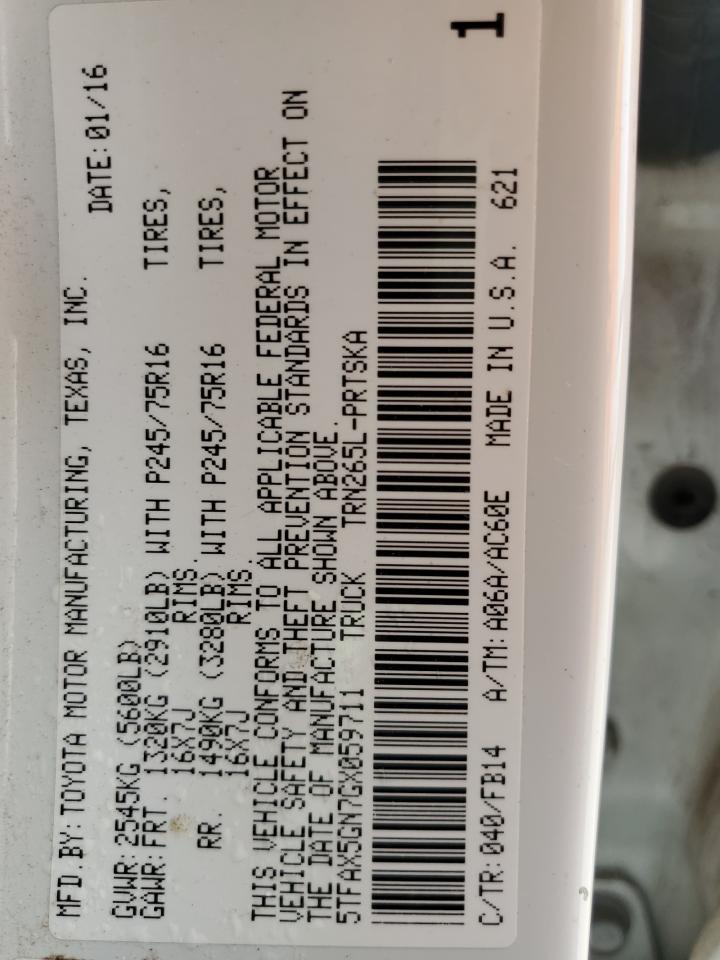 MFD.BY:TOYOTA MOTOR MANUFACTURING, TEXAS, INC.
DATE:01/16
GVWR:2545KG (5600LB)
GAWR:FRT. 1320KG (2910LB) WITH P245/75R16 TIRES,
16X7J RIMS.
RR. 1490KG (3280LB) WITH P245/75R16 TIRES,
16X7J RIMS.
THIS VEHICLE CONFORMS TO ALL APPLICABLE FEDERAL MOTOR
VEHICLE SAFETY AND THEFT PREVENTION STANDARDS IN EFFECT ON
THE DATE OF MANUFACTURE SHOWN ABOVE.
5TFAX5GN7GX059711 TRUCK TRN265L-PRTSKA
C/TR:040/FB14 A/TM:A06A/AC60E MADE IN U.S.A. 621
1